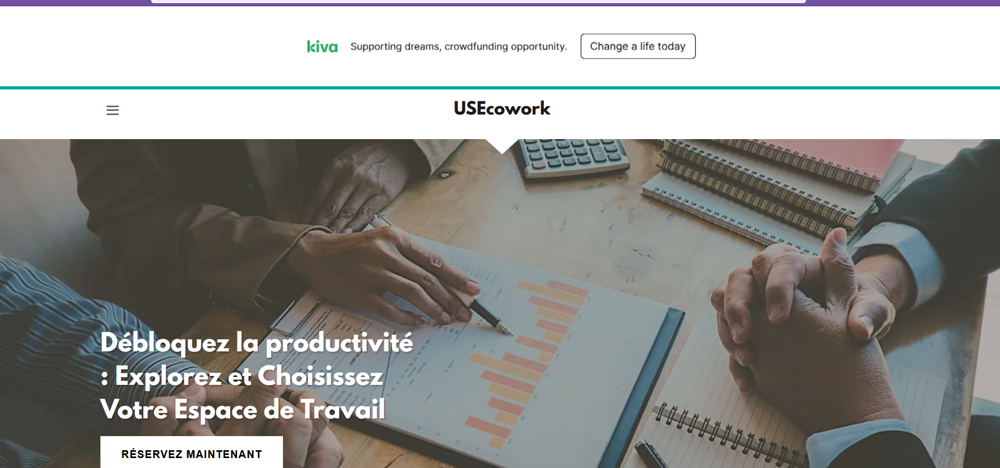 kiva Supporting dreams, crowdfunding opportunity. Change a life today
USEcowork
Débloquez la productivité
: Explorez et Choisissez
Votre Espace de Travail
RÉSERVEZ MAINTENANT